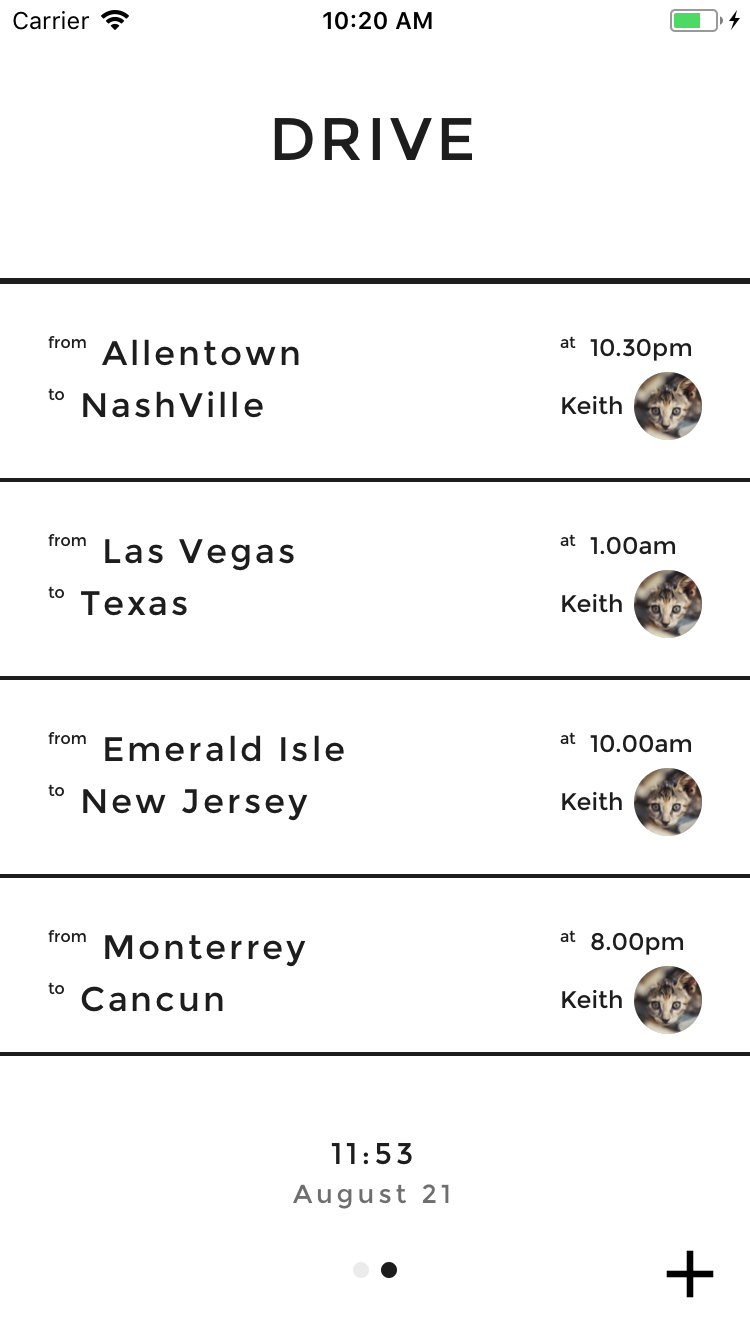 Carrier 10:20 AM
DRIVE
from Allentown at 10.30pm
to NashVille Keith
from Las Vegas at 1.00am
to Texas Keith
from Emerald Isle at 10.00am
to New Jersey Keith
from Monterrey at 8.00pm
to Cancun Keith
11:53
August 21
+